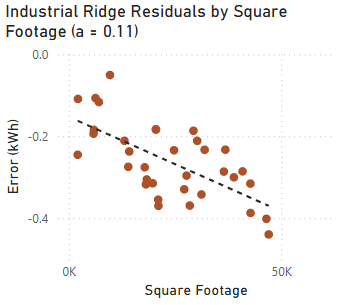 Industrial Ridge Residuals by Square
Footage (a = 0.11)
0.0
-0.2
-0.4
Error (kWh)
0K
50K
Square Footage